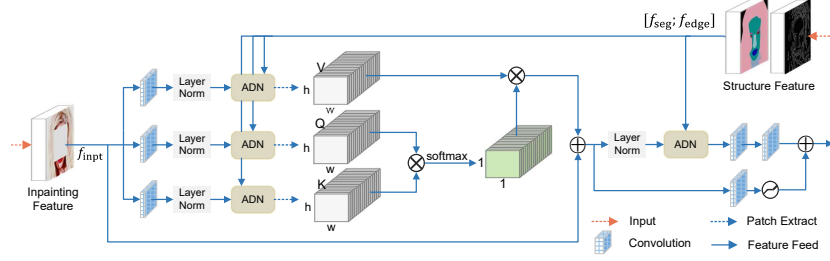 [f_seg; f_edge]
Structure Feature
V
Layer
Norm
ADN
h
w
Q
Layer
Norm
ADN
h
w
softmax
1
1
Layer
Norm
ADN
f_inpt
Inpainting
Feature
K
Layer
Norm
ADN
h
w
Input
Patch Extract
Convolution
Feature Feed